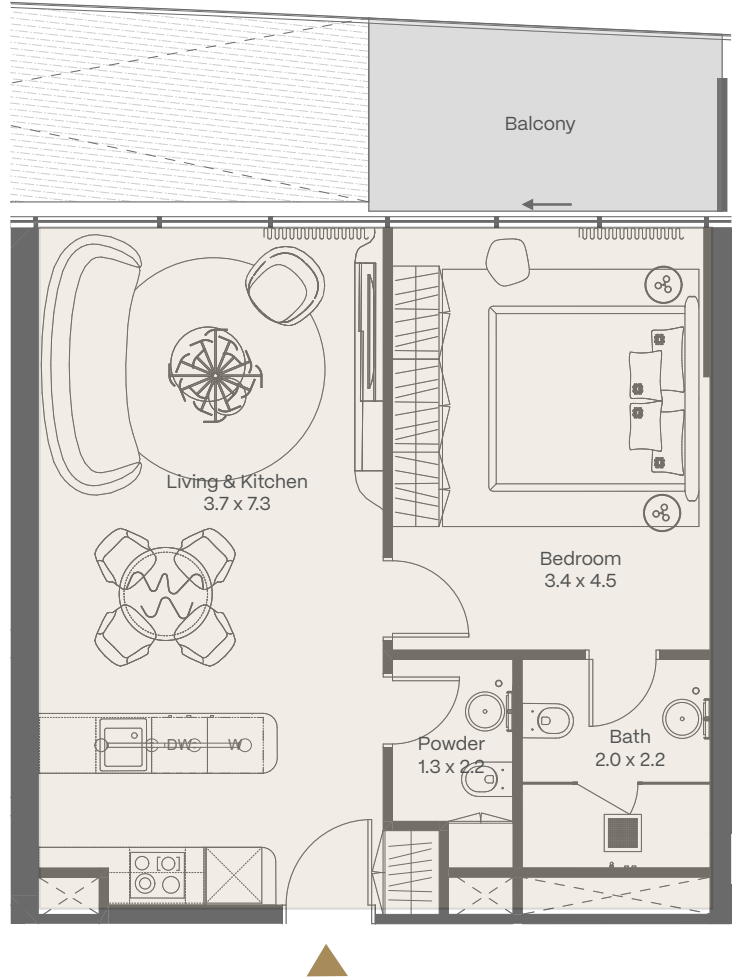 Balcony
Living & Kitchen
3.7 x 7.3
Bedroom
3.4 x 4.5
DW
W
Powder
1.3 x 2.2
Bath
2.0 x 2.2